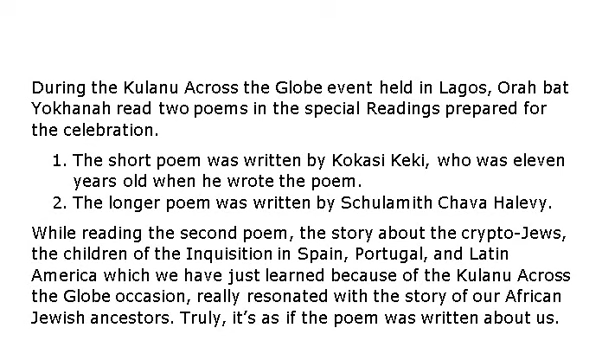 During the Kulanu Across the Globe event held in Lagos, Orah bat
Yokhanah read two poems in the special Readings prepared for
the celebration.
1. The short poem was written by Kokasi Keki, who was eleven
years old when he wrote the poem.
2. The longer poem was written by Schulamith Chava Halevy.
While reading the second poem, the story about the crypto-Jews,
the children of the Inquisition in Spain, Portugal, and Latin
America which we have just learned because of the Kulanu Across
the Globe occasion, really resonated with the story of our African
Jewish ancestors. Truly, it’s as if the poem was written about us.